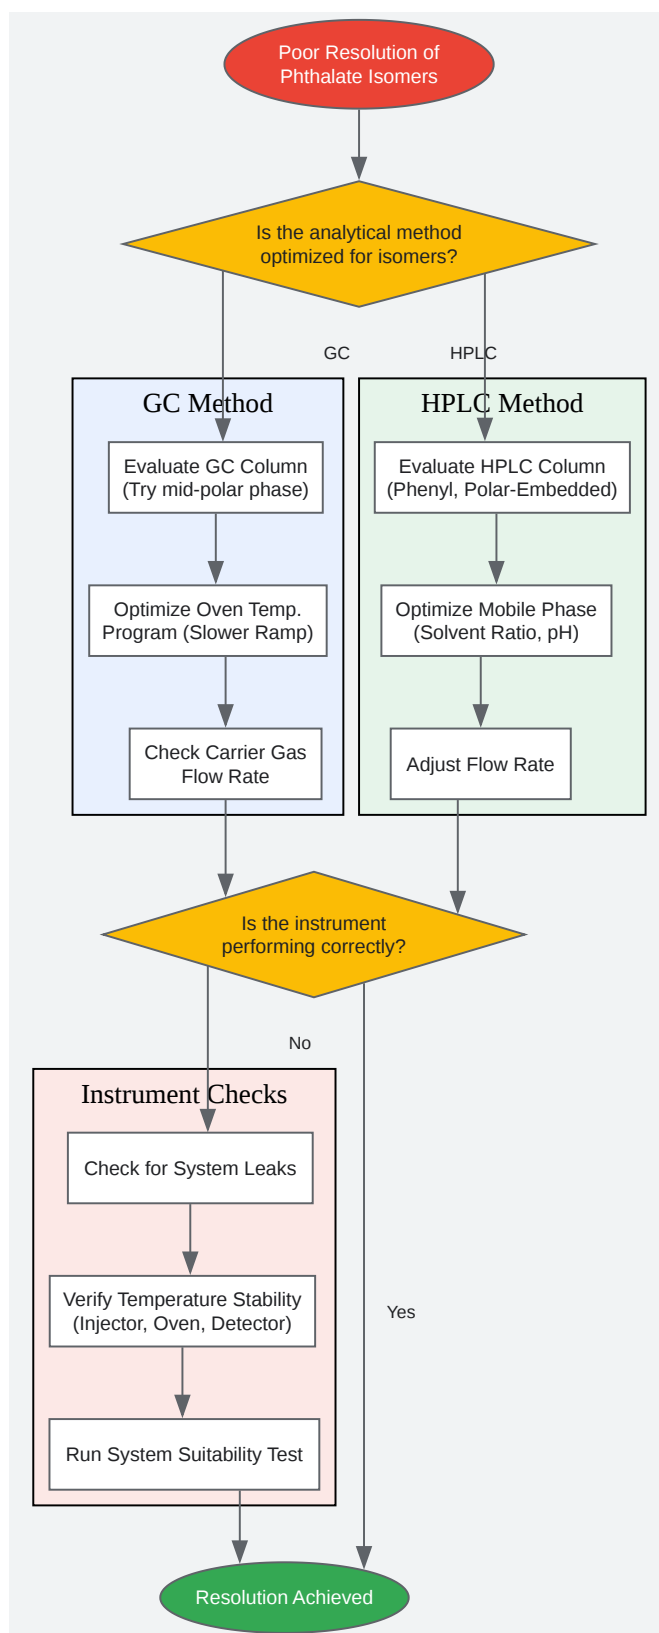 Poor Resolution of
Phthalate Isomers
Is the analytical method
optimized for isomers?
GC
HPLC
GC Method
Evaluate GC Column
(Try mid-polar phase)
Optimize Oven Temp.
Program (Slower Ramp)
Check Carrier Gas
Flow Rate
HPLC Method
Evaluate HPLC Column
(Phenyl, Polar-Embedded)
Optimize Mobile Phase
(Solvent Ratio, pH)
Adjust Flow Rate
Is the instrument
performing correctly?
No
Yes
Instrument Checks
Check for System Leaks
Verify Temperature Stability
(Injector, Oven, Detector)
Run System Suitability Test
Resolution Achieved